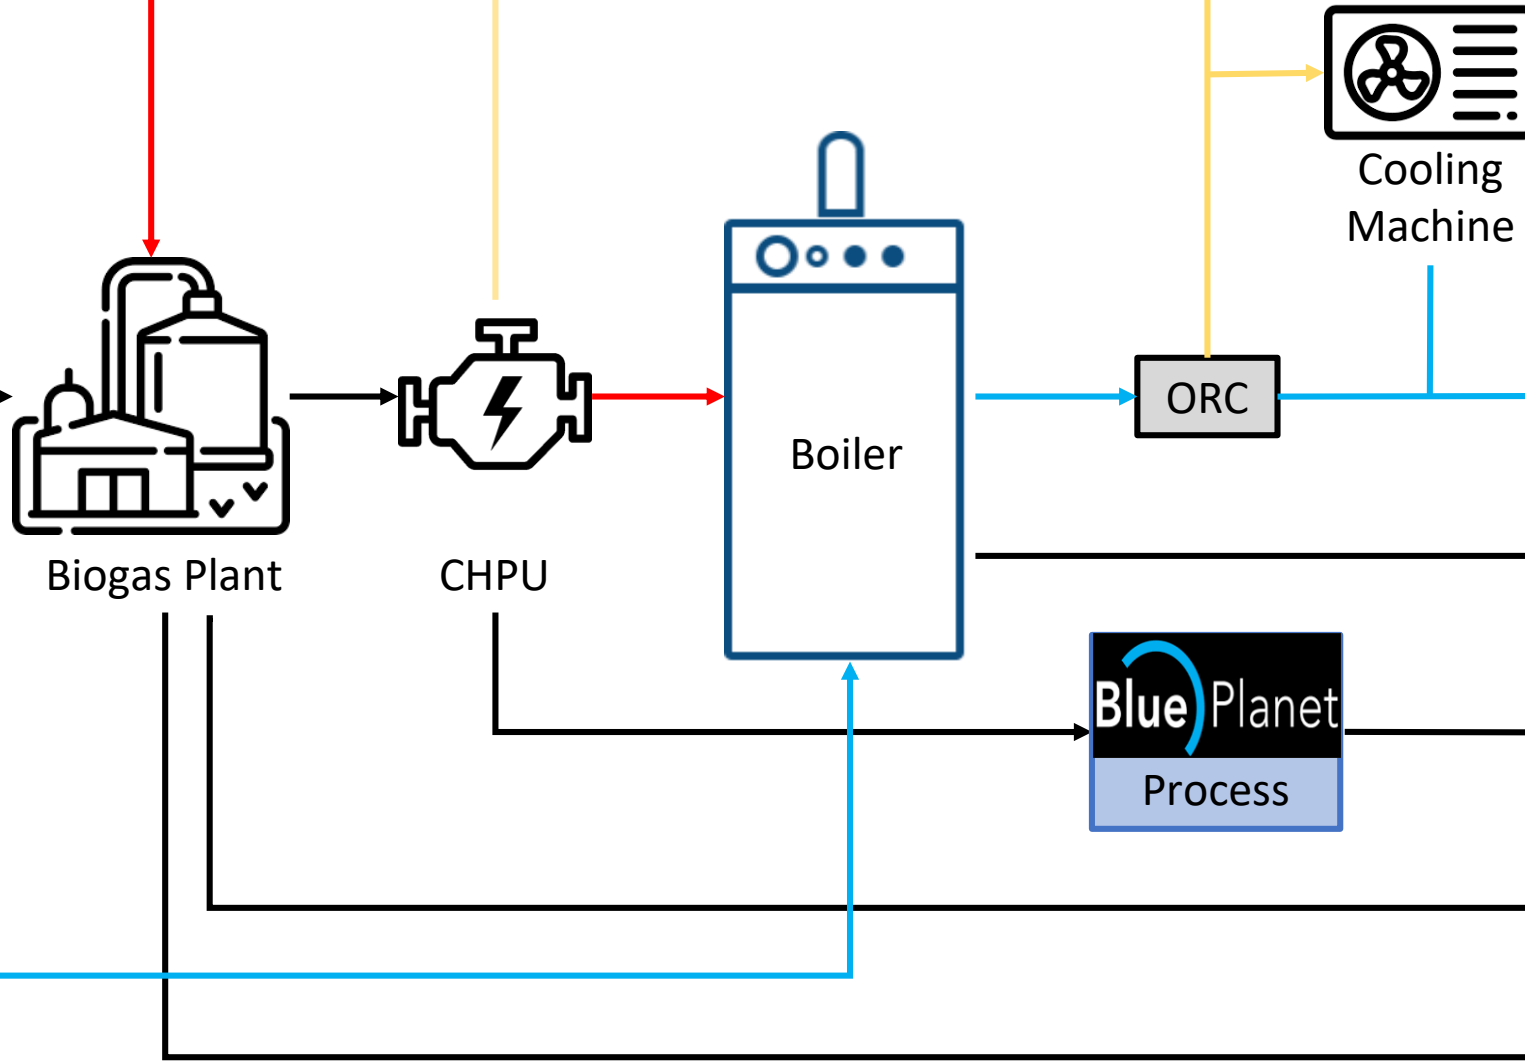 Cooling
Machine
ORC
Boiler
Biogas Plant
CHPU
Blue Planet
Process